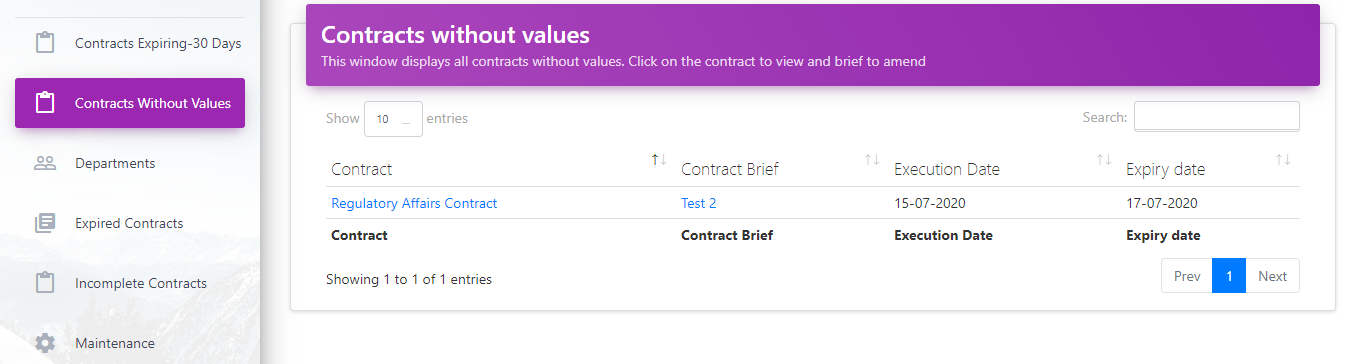 Contracts Expiring-30 Days
Contracts Without Values
Departments
Expired Contracts
Incomplete Contracts
Maintenance
Contracts without values
This window displays all contracts without values. Click on the contract to view and brief to amend
Show 10 entries
Search:
Contract Contract Brief Execution Date Expiry date
Regulatory Affairs Contract Test 2 15-07-2020 17-07-2020
Contract Contract Brief Execution Date Expiry date
Showing 1 to 1 of 1 entries
Prev 1 Next